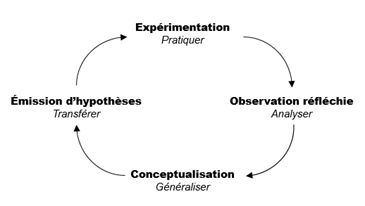 Expérimentation
Pratiquer
Émission d'hypothèses
Transférer
Observation réfléchie
Analyser
Conceptualisation
Généraliser